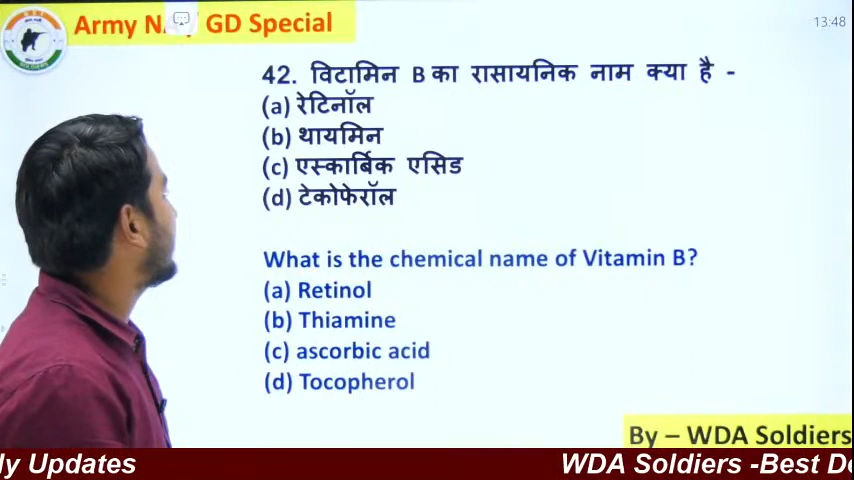 Army N GD Special
13:48
42. विटामिन B का रासायनिक नाम क्या है -
(a) रेटिनॉल
(b) थायमिन
(c) एस्कार्बिक एसिड
(d) टेकोफेरॉल
What is the chemical name of Vitamin B?
(a) Retinol
(b) Thiamine
(c) ascorbic acid
(d) Tocopherol
By – WDA Soldiers
ly Updates WDA Soldiers -Best De